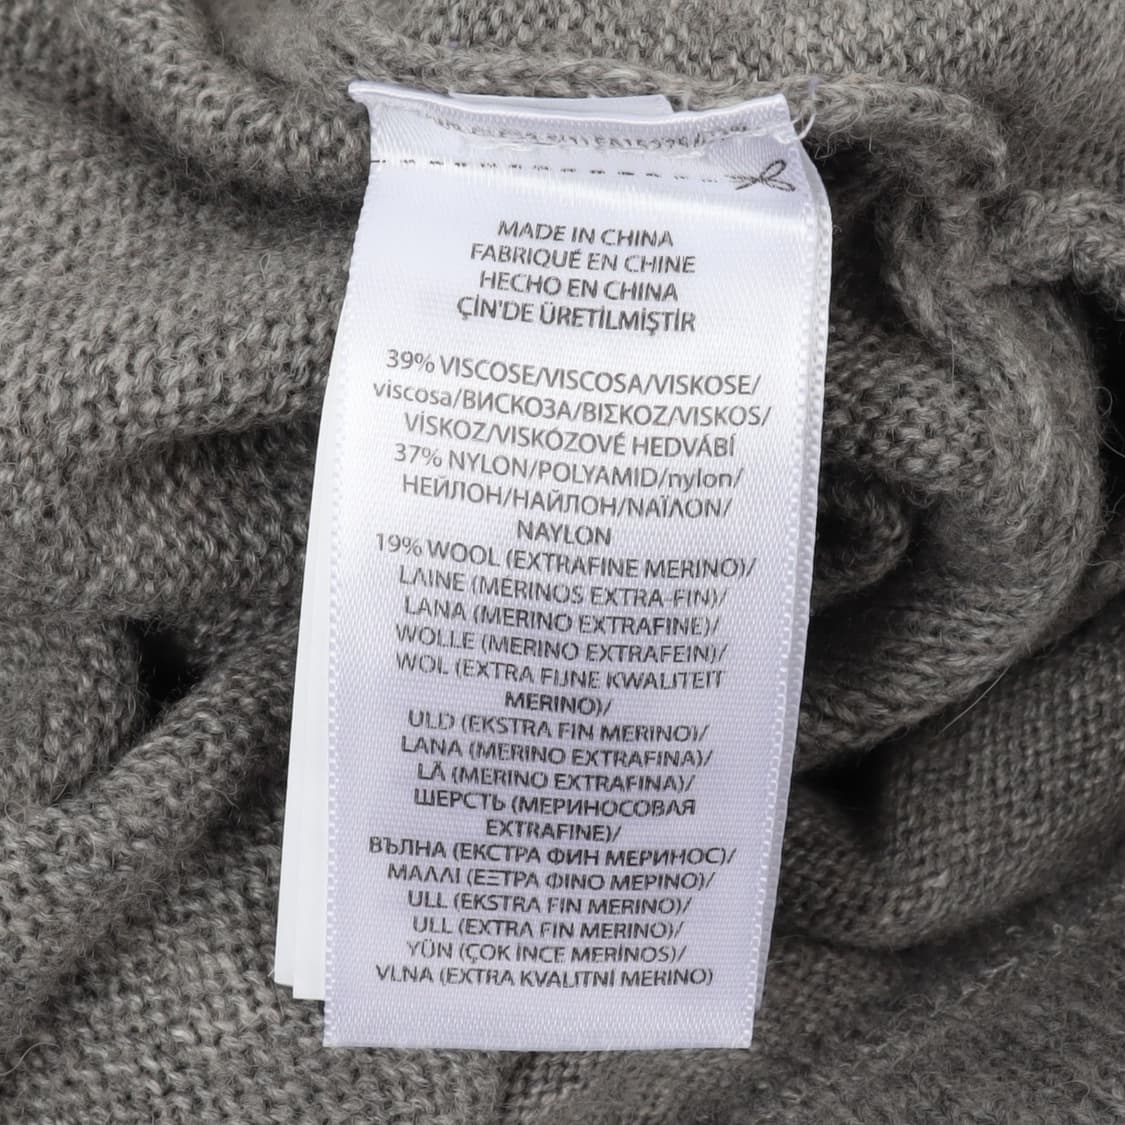 MADE IN CHINA
FABRIQUÉ EN CHINE
HECHO EN CHINA
ÇİN'DE ÜRETİLMİŞTİR
39% VISCOSE/VISCOSA/VISKOSE/
viscosa/ВИСКОЗА/ΒΙΣΚΟΖ/VISKOS/
VİSKOZ/VISKÓZOVÉ HEDVÁBÍ
37% NYLON/POLYAMID/nylon/
НЕЙЛОН/НАЙЛОН/ΝΑΪΛΟΝ/
NAYLON
19% WOOL (EXTRAFINE MERINO)/
LAINE (MERINOS EXTRA-FIN)/
LANA (MERINO EXTRAFINE)/
WOLLE (MERINO EXTRAFEIN)/
WOL (EXTRA FIJNE KWALITEIT
MERINO)/
ULD (EKSTRA FIN MERINO)/
LANA (MERINO EXTRAFINA)/
LÃ (MERINO EXTRAFINA)/
ШЕРСТЬ (МЕРИНОСОВАЯ
EXTRAFINE)/
ВЪЛНА (ЕКСТРА ФИН МЕРИНОС)/
ΜΑΛΛΙ (ΕΞΤΡΑ ΦΙΝΟ ΜΕΡΙΝΟ)/
ULL (EKSTRA FIN MERINO)/
ULL (EXTRA FIN MERINO)/
YÜN (ÇOK İNCE MERİNOS)/
VLNA (EXTRA KVALITNÍ MERINO)